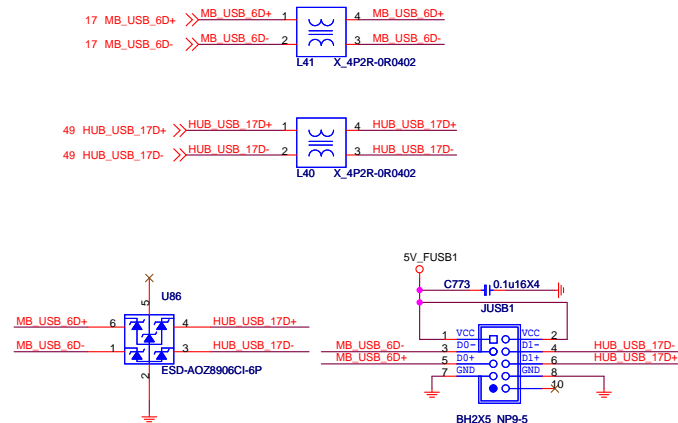 17 MB_USB_6D+ MB_USB_6D+ 1 4 MB_USB_6D+
17 MB_USB_6D- MB_USB_6D- 2 3 MB_USB_6D-
L41 X_4P2R-0R0402
49 HUB_USB_17D+ HUB_USB_17D+ 1 4 HUB_USB_17D+
49 HUB_USB_17D- HUB_USB_17D- 2 3 HUB_USB_17D-
L40 X_4P2R-0R0402
U86
5
MB_USB_6D+ 6 4 HUB_USB_17D+
MB_USB_6D- 1 3 HUB_USB_17D-
2
ESD-AOZ8906CI-6P
5V_FUSB1
C773 0.1u16X4
JUSB1
1 VCC VCC 2
MB_USB_6D- 3 D0- D1- 4 HUB_USB_17D-
MB_USB_6D+ 5 D0+ D1+ 6 HUB_USB_17D+
7 GND GND 8
10
BH2X5_NP9-5